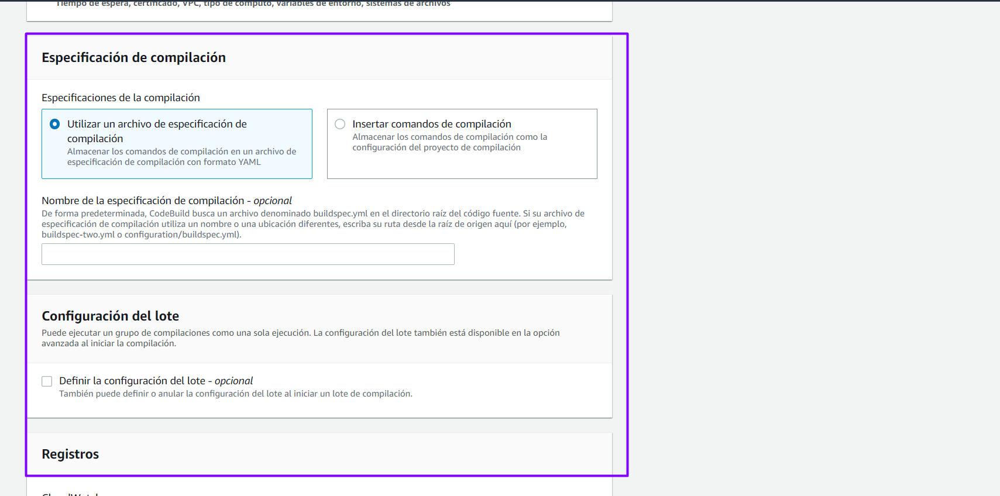 Tiempo de espera, certificado, VPC, tipo de cómputo, variables de entorno, sistemas de archivos
Especificación de compilación
Especificaciones de la compilación
Utilizar un archivo de especificación de
compilación
Almacenar los comandos de compilación en un archivo de
especificación de compilación con formato YAML
Insertar comandos de compilación
Almacenar los comandos de compilación como la
configuración del proyecto de compilación
Nombre de la especificación de compilación - opcional
De forma predeterminada, CodeBuild busca un archivo denominado buildspec.yml en el directorio raíz del código fuente. Si su archivo de
especificación de compilación utiliza un nombre o una ubicación diferentes, escriba su ruta desde la raíz de origen aquí (por ejemplo,
buildspec-two.yml o configuration/buildspec.yml).
Configuración del lote
Puede ejecutar un grupo de compilaciones como una sola ejecución. La configuración del lote también está disponible en la opción
avanzada al iniciar la compilación.
Definir la configuración del lote - opcional
También puede definir o anular la configuración del lote al iniciar un lote de compilación.
Registros